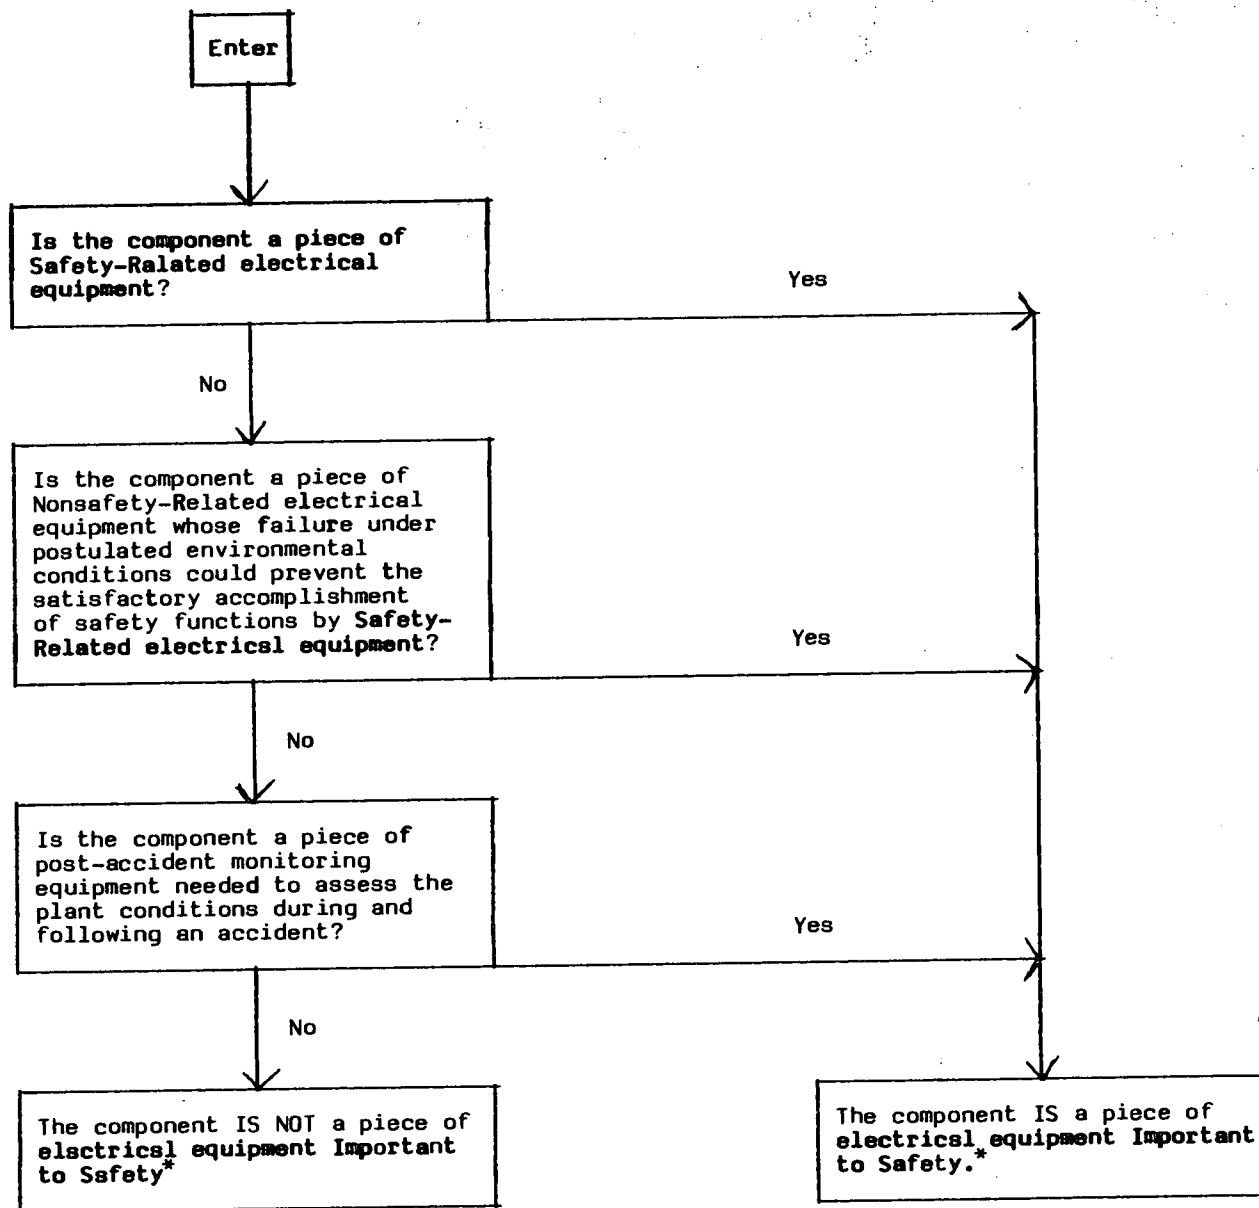 Enter
Is the component a piece of
Safety-Ralated electrical
equipment?
Yes
No
Is the component a piece of
Nonsafety-Related electrical
equipment whose failure under
postulated environmental
conditions could prevent the
satisfactory accomplishment
of safety functions by Safety-
Related electricsl equipment?
Yes
No
Is the component a piece of
post-accident monitoring
equipment needed to assess the
plant conditions during and
following an accident?
Yes
No
The component IS NOT a piece of
elsctricsl equipment Important
to Ssfety*
The component IS a piece of
electricsl equipment Important
to Safety.*